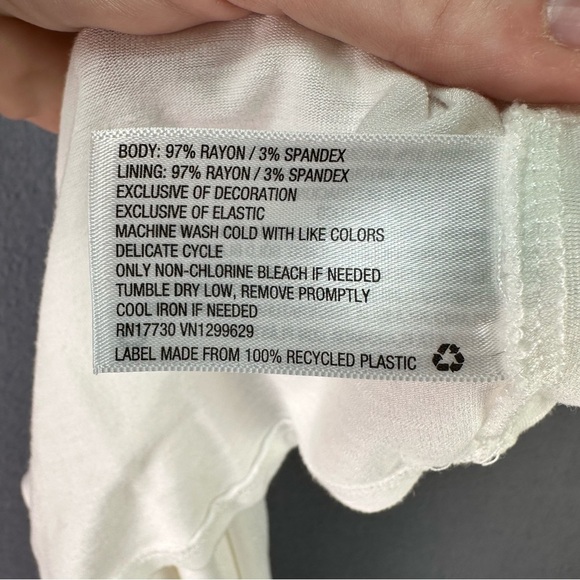 BODY: 97% RAYON / 3% SPANDEX
LINING: 97% RAYON / 3% SPANDEX
EXCLUSIVE OF DECORATION
EXCLUSIVE OF ELASTIC
MACHINE WASH COLD WITH LIKE COLORS
DELICATE CYCLE
ONLY NON-CHLORINE BLEACH IF NEEDED
TUMBLE DRY LOW, REMOVE PROMPTLY
COOL IRON IF NEEDED
RN17730 VN1299629
LABEL MADE FROM 100% RECYCLED PLASTIC